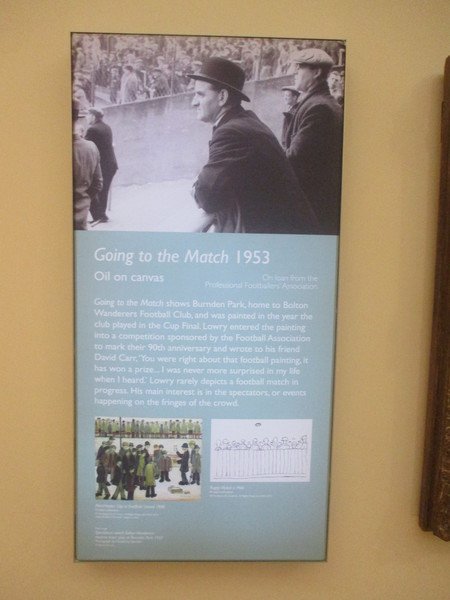 Going to the Match 1953
Oil on canvas
On loan from the
Professional Footballers' Association
Going to the Match shows Burnden Park, home to Bolton
Wanderers Football Club, and was painted in the year the
club played in the Cup Final. Lowry entered the painting
into a competition sponsored by the Football Association
to mark their 90th anniversary and wrote to his friend
David Carr, 'You were right about that football painting, it
has won a prize... I was never more surprised in my life
when I heard.' Lowry rarely depicts a football match in
progress. His main interest is in the spectators, or events
happening on the fringes of the crowd.